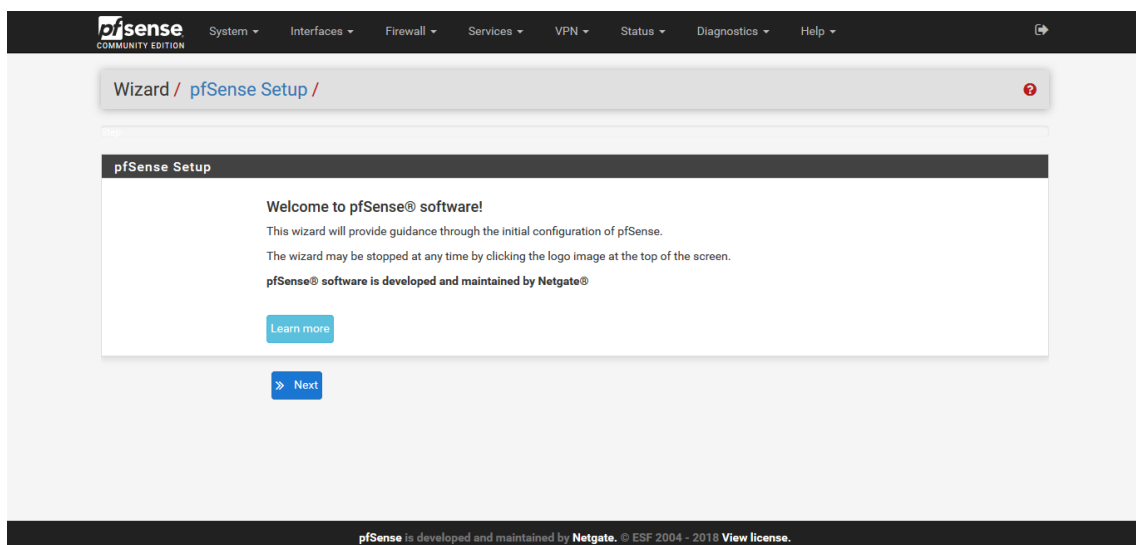 pfsense
COMMUNITY EDITION
System Interfaces Firewall Services VPN Status Diagnostics Help
Wizard / pfSense Setup /
pfSense Setup
Welcome to pfSense® software!
This wizard will provide guidance through the initial configuration of pfSense.
The wizard may be stopped at any time by clicking the logo image at the top of the screen.
pfSense® software is developed and maintained by Netgate®
Learn more
Next
pfSense is developed and maintained by Netgate. © ESF 2004 - 2018 View license.